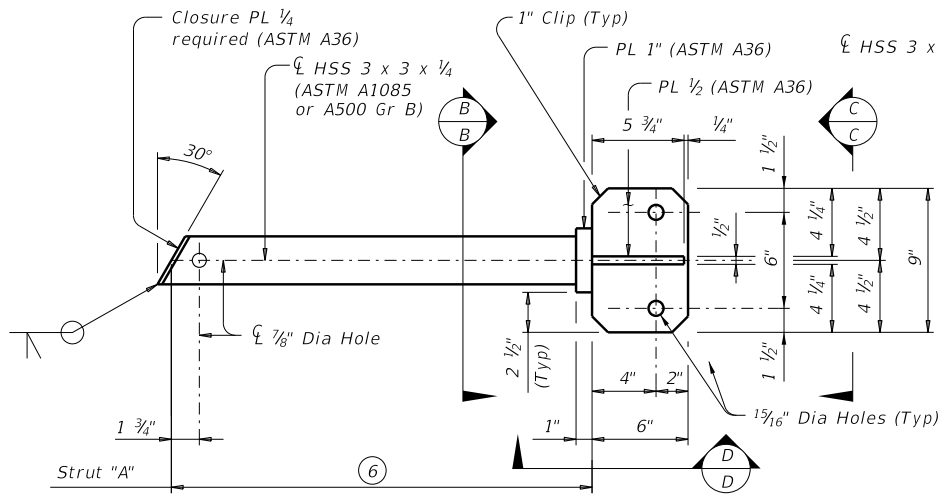 Closure PL ¼
required (ASTM A36)
℄ HSS 3 x 3 x ¼
(ASTM A1085
or A500 Gr B)
1" Clip (Typ)
PL 1" (ASTM A36)
PL ½ (ASTM A36)
℄ HSS 3 x
B
B
C
C
5 ¾"
¼"
1 ½"
30°
½"
6"
4 ¼"
4 ½"
9"
4 ¼"
4 ½"
℄ ⅞" Dia Hole
2 ½"
(Typ)
1 ½"
4"
2"
15/16" Dia Holes (Typ)
1 ¾"
1"
6"
D
D
Strut "A"
6